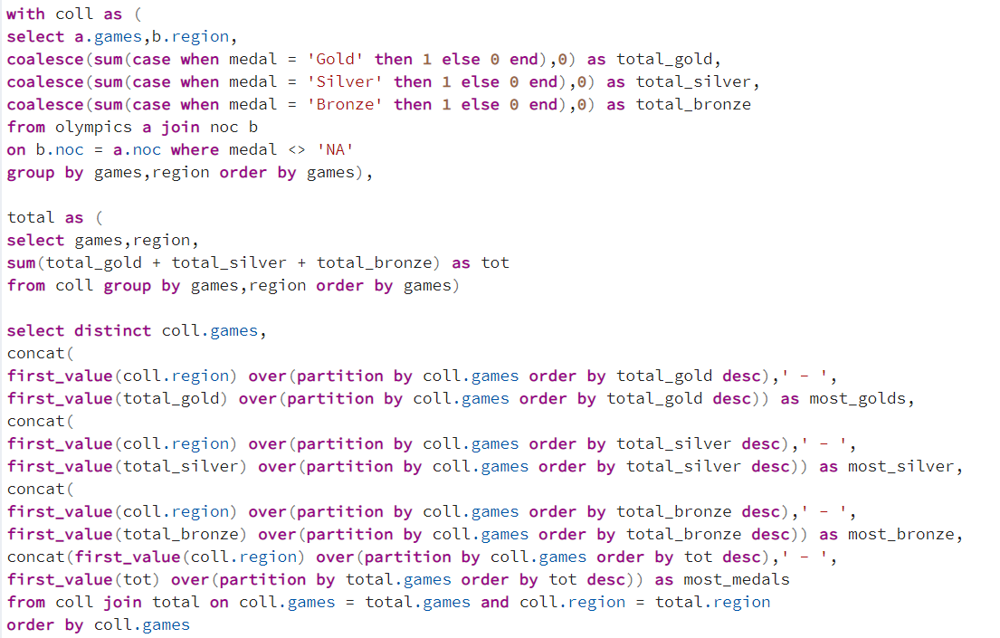 with coll as (
select a.games,b.region,
coalesce(sum(case when medal = 'Gold' then 1 else 0 end),0) as total_gold,
coalesce(sum(case when medal = 'Silver' then 1 else 0 end),0) as total_silver,
coalesce(sum(case when medal = 'Bronze' then 1 else 0 end),0) as total_bronze
from olympics a join noc b
on b.noc = a.noc where medal <> 'NA'
group by games,region order by games),

total as (
select games,region,
sum(total_gold + total_silver + total_bronze) as tot
from coll group by games,region order by games)

select distinct coll.games,
concat(
first_value(coll.region) over(partition by coll.games order by total_gold desc),' - ',
first_value(total_gold) over(partition by coll.games order by total_gold desc)) as most_golds,
concat(
first_value(coll.region) over(partition by coll.games order by total_silver desc),' - ',
first_value(total_silver) over(partition by coll.games order by total_silver desc)) as most_silver,
concat(
first_value(coll.region) over(partition by coll.games order by total_bronze desc),' - ',
first_value(total_bronze) over(partition by coll.games order by total_bronze desc)) as most_bronze,
concat(first_value(coll.region) over(partition by coll.games order by tot desc),' - ',
first_value(tot) over(partition by total.games order by tot desc)) as most_medals
from coll join total on coll.games = total.games and coll.region = total.region
order by coll.games